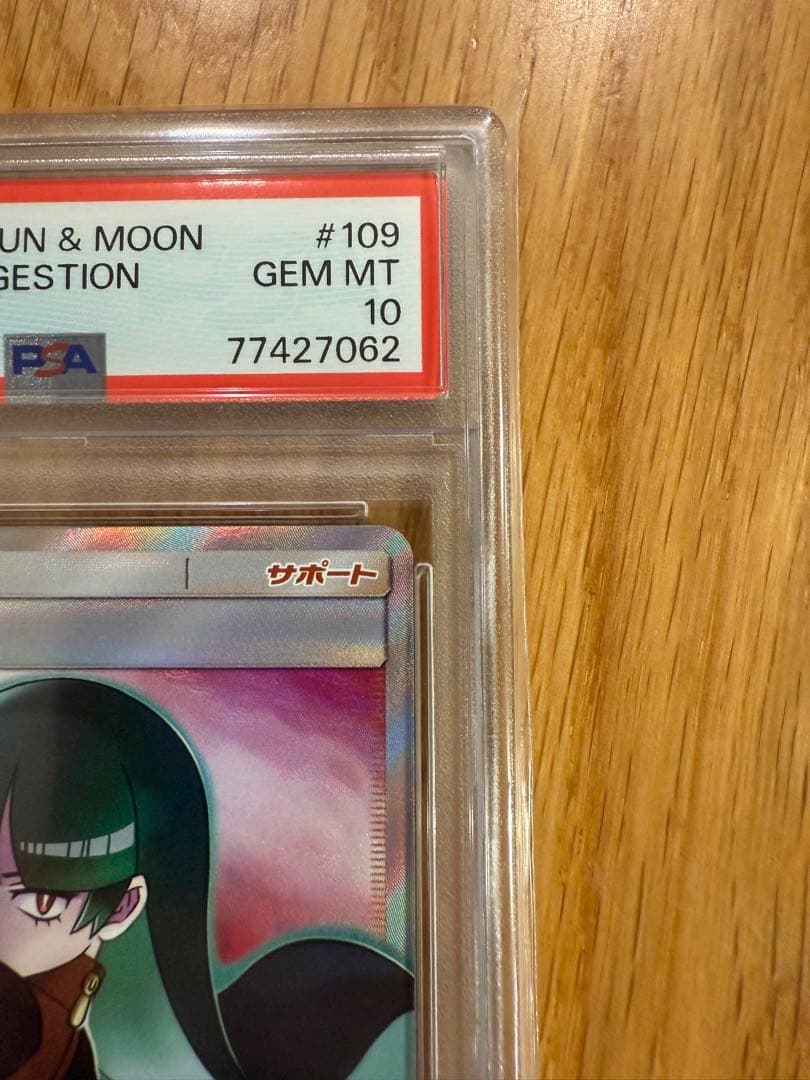 UN & MOON #109
GESTION GEM MT
10
PSA 77427062
サポート